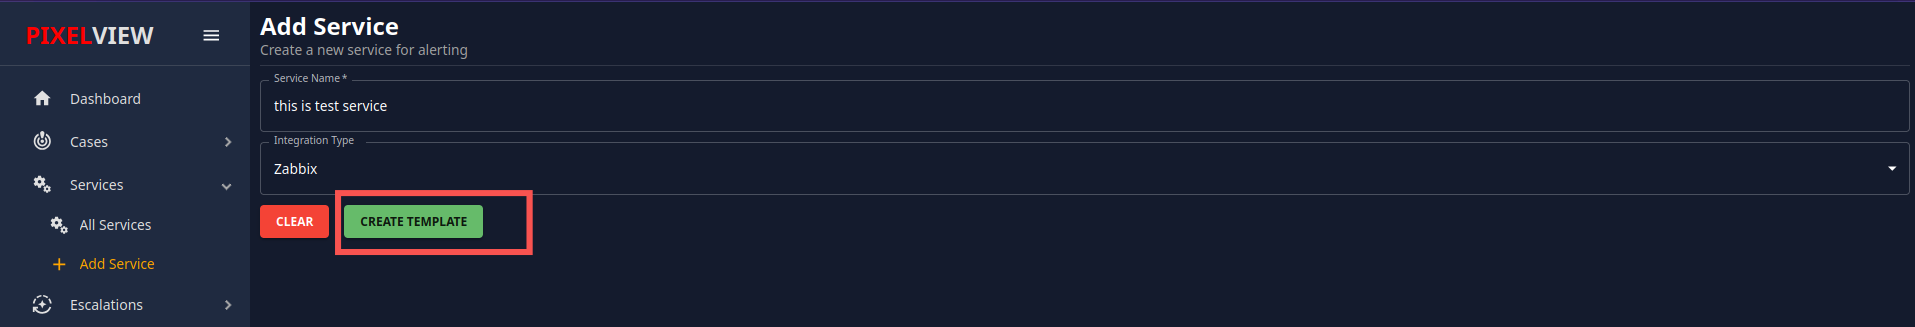 PIXELVIEW
Dashboard
Cases
Services
All Services
Add Service
Escalations
Add Service
Create a new service for alerting
Service Name *
this is test service
Integration Type
Zabbix
CLEAR
CREATE TEMPLATE